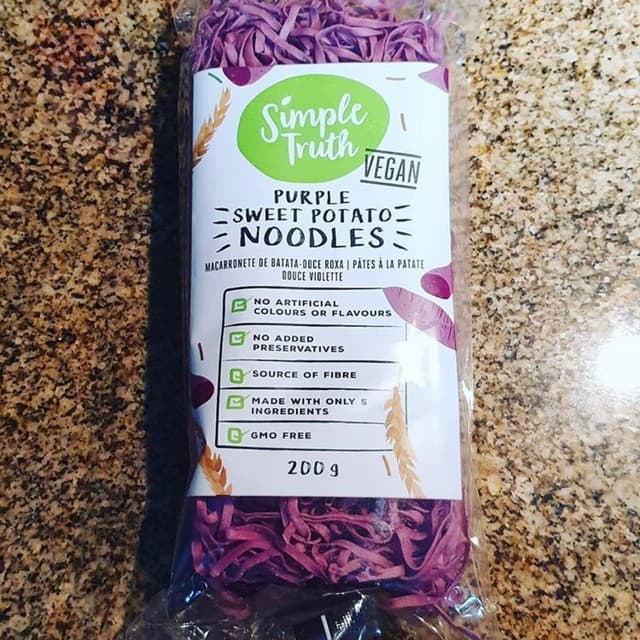 Simple
Truth
VEGAN
PURPLE
SWEET POTATO
NOODLES
MACARRONETE DE BATATA-DOCE ROXA | PÂTES À LA PATATE
DOUCE VIOLETTE
NO ARTIFICIAL
COLOURS OR FLAVOURS
NO ADDED
PRESERVATIVES
SOURCE OF FIBRE
MADE WITH ONLY 5
INGREDIENTS
GMO FREE
200g